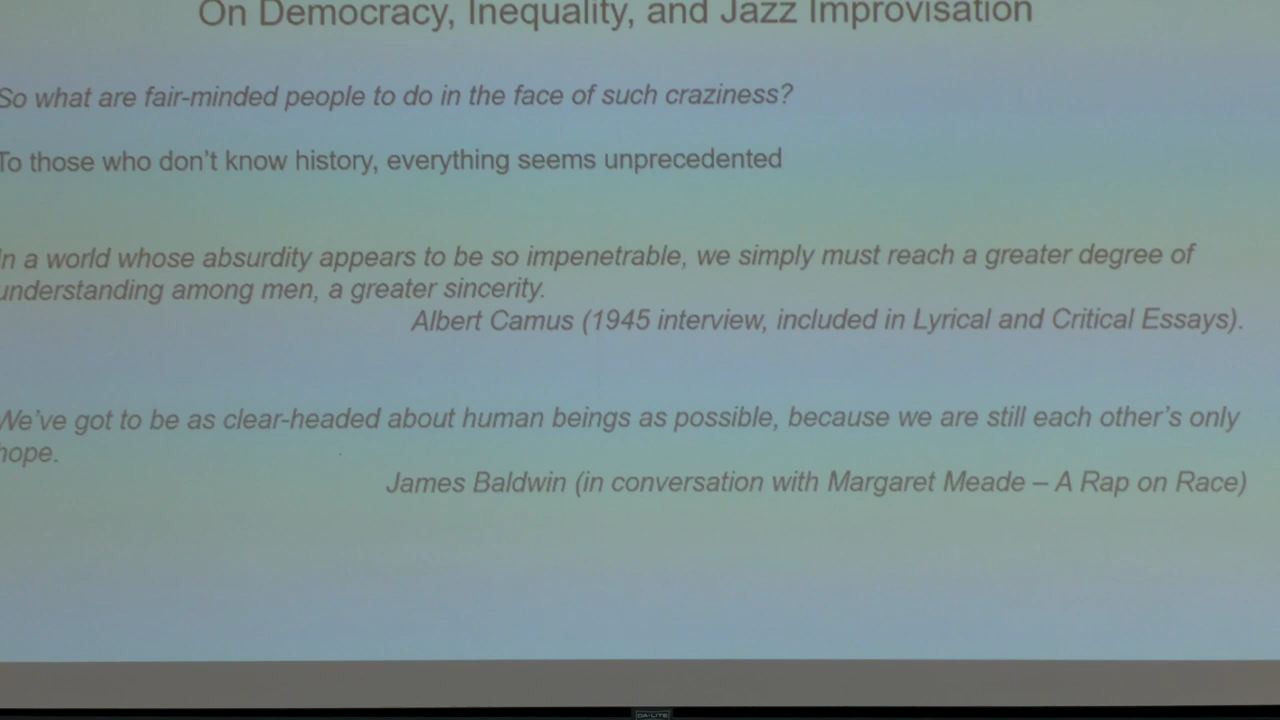 On Democracy, Inequality, and Jazz Improvisation
So what are fair-minded people to do in the face of such craziness?
To those who don't know history, everything seems unprecedented
In a world whose absurdity appears to be so impenetrable, we simply must reach a greater degree of
understanding among men, a greater sincerity.
Albert Camus (1945 interview, included in Lyrical and Critical Essays).
We've got to be as clear-headed about human beings as possible, because we are still each other's only
hope.
James Baldwin (in conversation with Margaret Meade – A Rap on Race)
DA-LITE